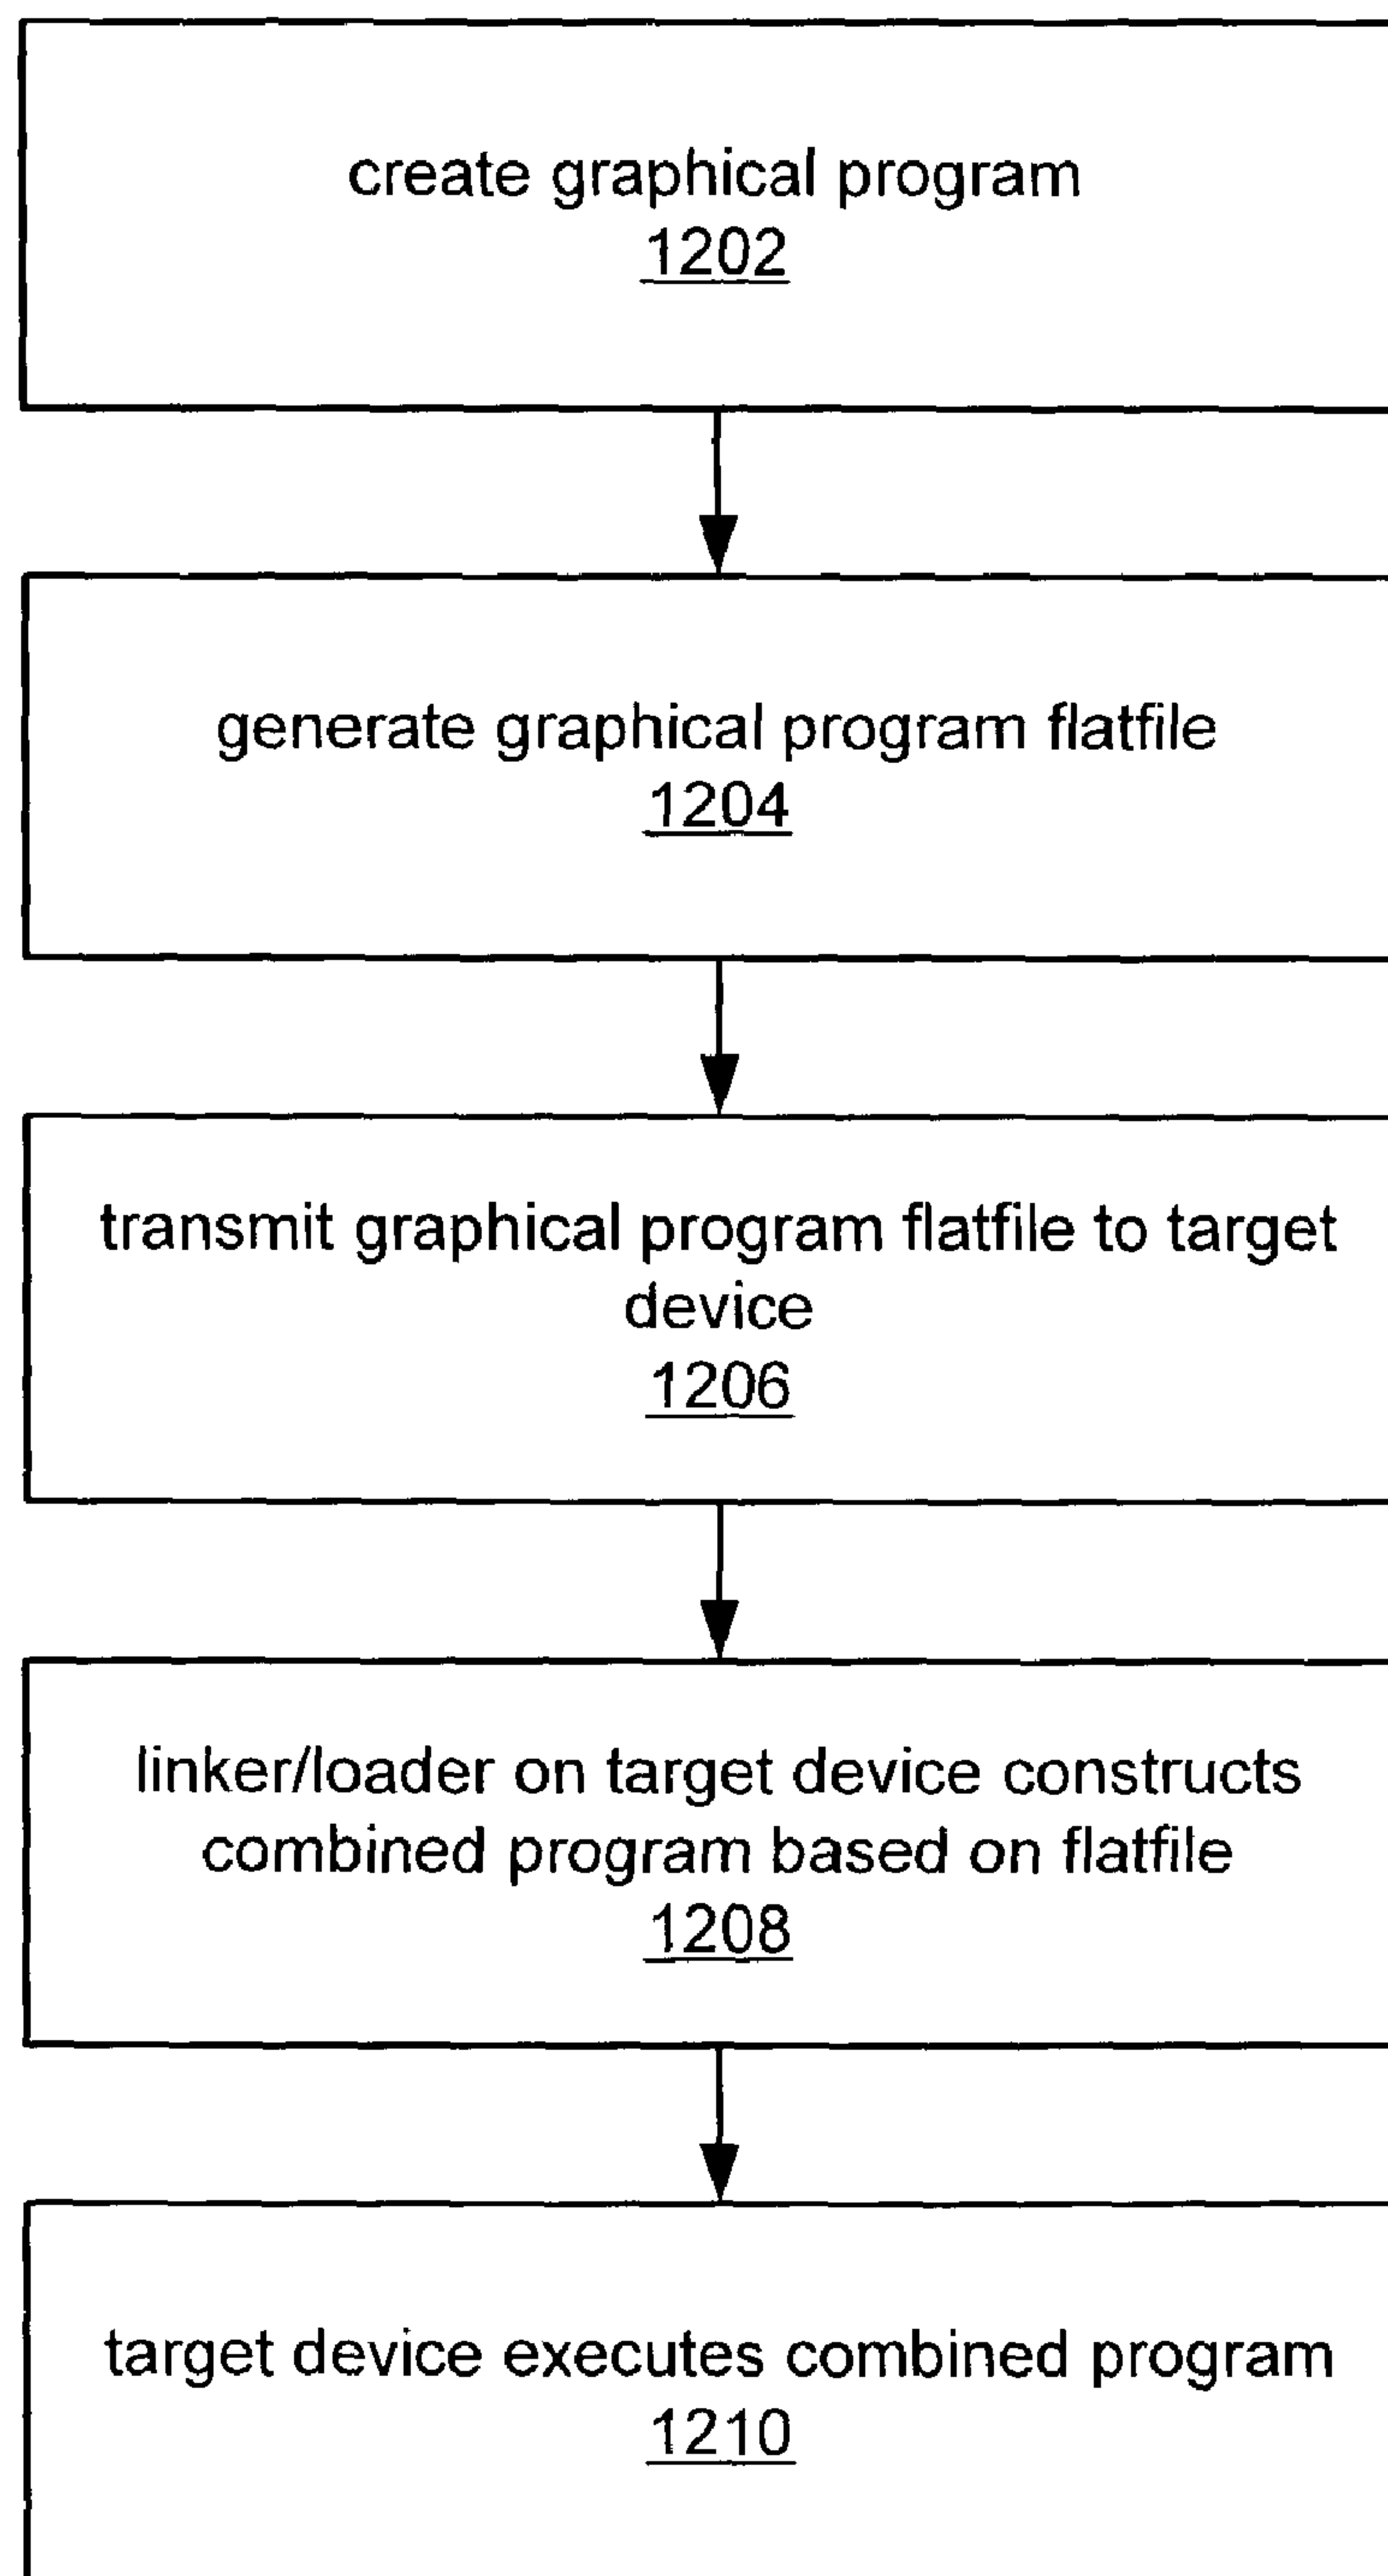 create graphical program
1202
generate graphical program flatfile
1204
transmit graphical program flatfile to target
device
1206
linker/loader on target device constructs
combined program based on flatfile
1208
target device executes combined program
1210